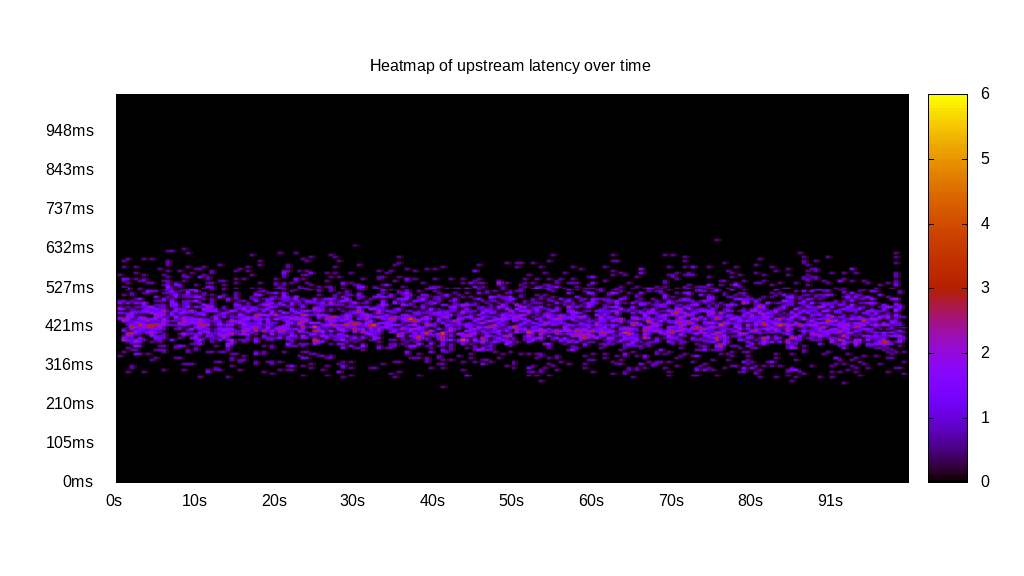 Heatmap of upstream latency over time
948ms
843ms
737ms
632ms
527ms
421ms
316ms
210ms
105ms
0ms
0s 10s 20s 30s 40s 50s 60s 70s 80s 91s
6
5
4
3
2
1
0